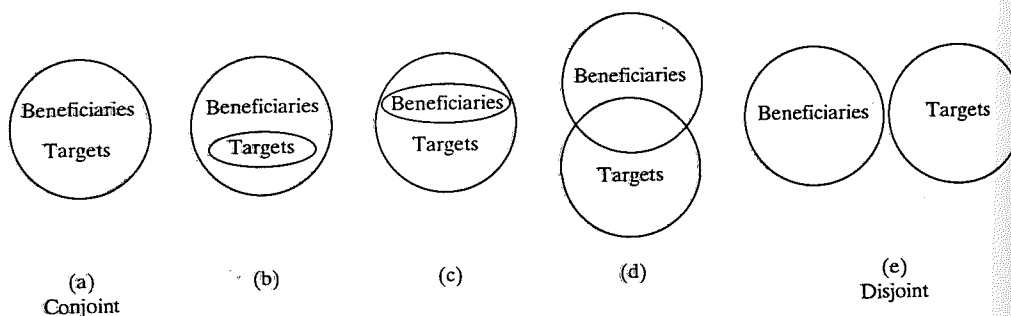 Beneficiaries
Targets
(a)
Conjoint
Beneficiaries
Targets
(b)
Beneficiaries
Targets
(c)
Beneficiaries
Targets
(d)
Beneficiaries
Targets
(e)
Disjoint